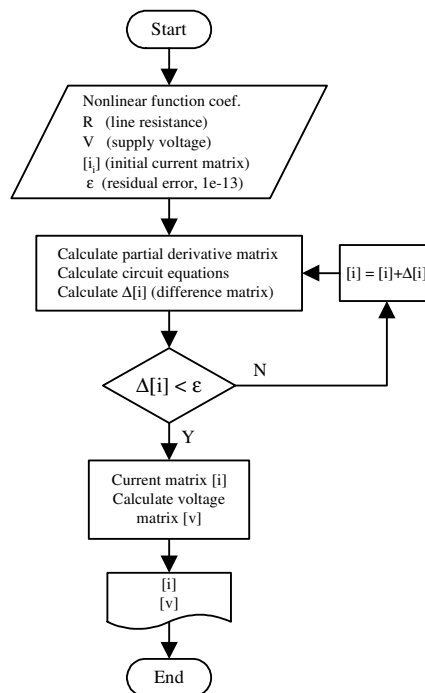 Start
Nonlinear function coef.
R (line resistance)
V (supply voltage)
[iᵢ] (initial current matrix)
ε (residual error, 1e-13)
Calculate partial derivative matrix
Calculate circuit equations
Calculate Δ[i] (difference matrix)
[i] = [i]+Δ[i]
Δ[i] < ε
N
Y
Current matrix [i]
Calculate voltage
matrix [v]
[i]
[v]
End